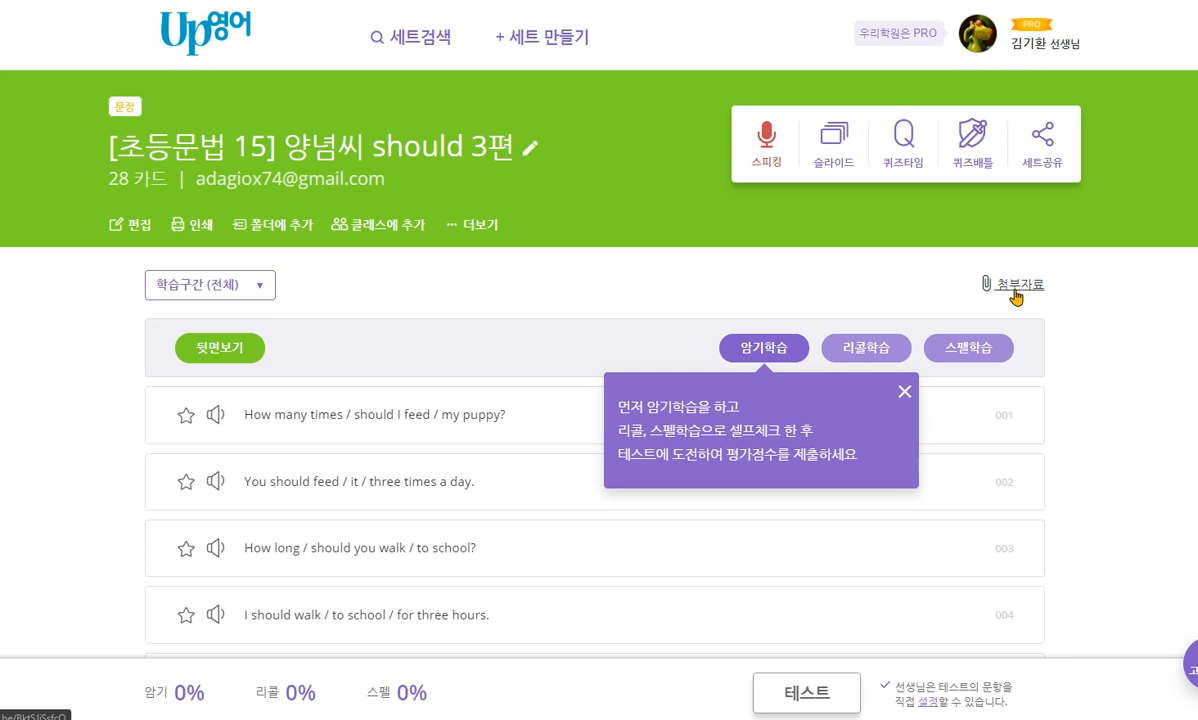 Up영어
세트검색
+ 세트 만들기
우리학원은 PRO
PRO
김기환 선생님
문장
[초등문법 15] 양념씨 should 3편
28 카드 | adagiox74@gmail.com
스피킹
슬라이드
퀴즈타임
퀴즈배틀
세트공유
편집
인쇄
폴더에 추가
클래스에 추가
··· 더보기
학습구간 (전체) ▼
첨부자료
뒷면보기
암기학습
리콜학습
스펠학습
먼저 암기학습을 하고
리콜, 스펠학습으로 셀프체크 한 후
테스트에 도전하여 평가점수를 제출하세요
How many times / should I feed / my puppy?
001
You should feed / it / three times a day.
002
How long / should you walk / to school?
003
I should walk / to school / for three hours.
004
암기 0%
리콜 0%
스펠 0%
테스트
선생님은 테스트의 문항을
직접 설정할 수 있습니다.